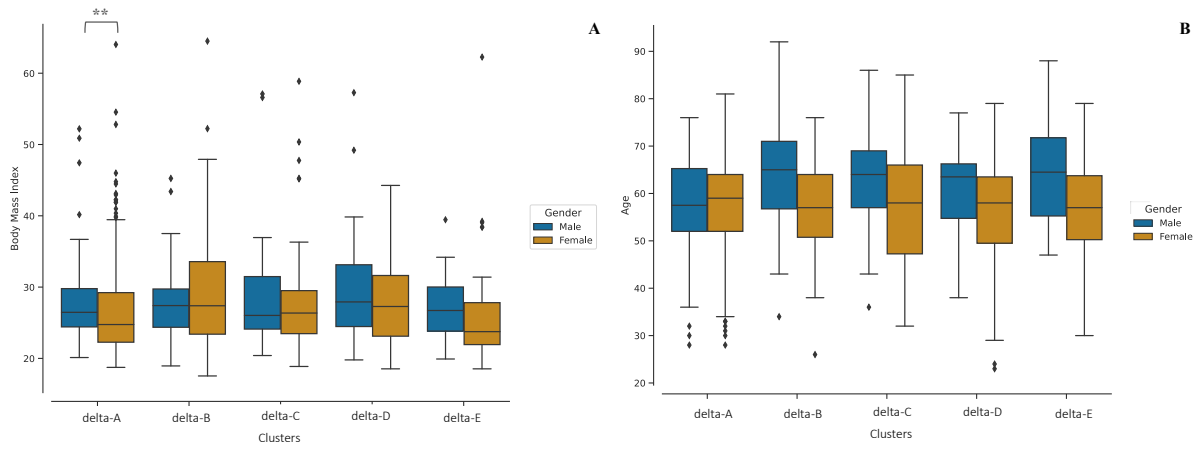 **
A
Body Mass Index
60
50
40
30
20
Gender
Male
Female
delta-A delta-B delta-C delta-D delta-E
Clusters
B
Age
90
80
70
60
50
40
30
20
Gender
Male
Female
delta-A delta-B delta-C delta-D delta-E
Clusters